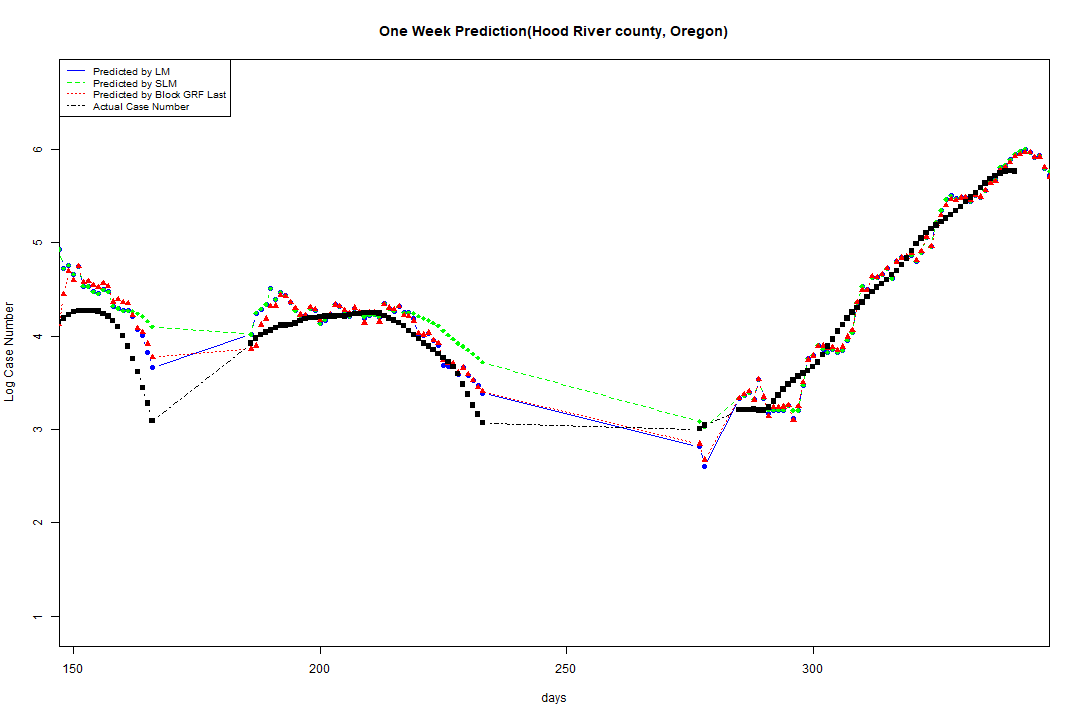 One Week Prediction(Hood River county, Oregon)
Predicted by LM
Predicted by SLM
Predicted by Block GRF Last
Actual Case Number
Log Case Number
6
5
4
3
2
1
150 200 250 300
days